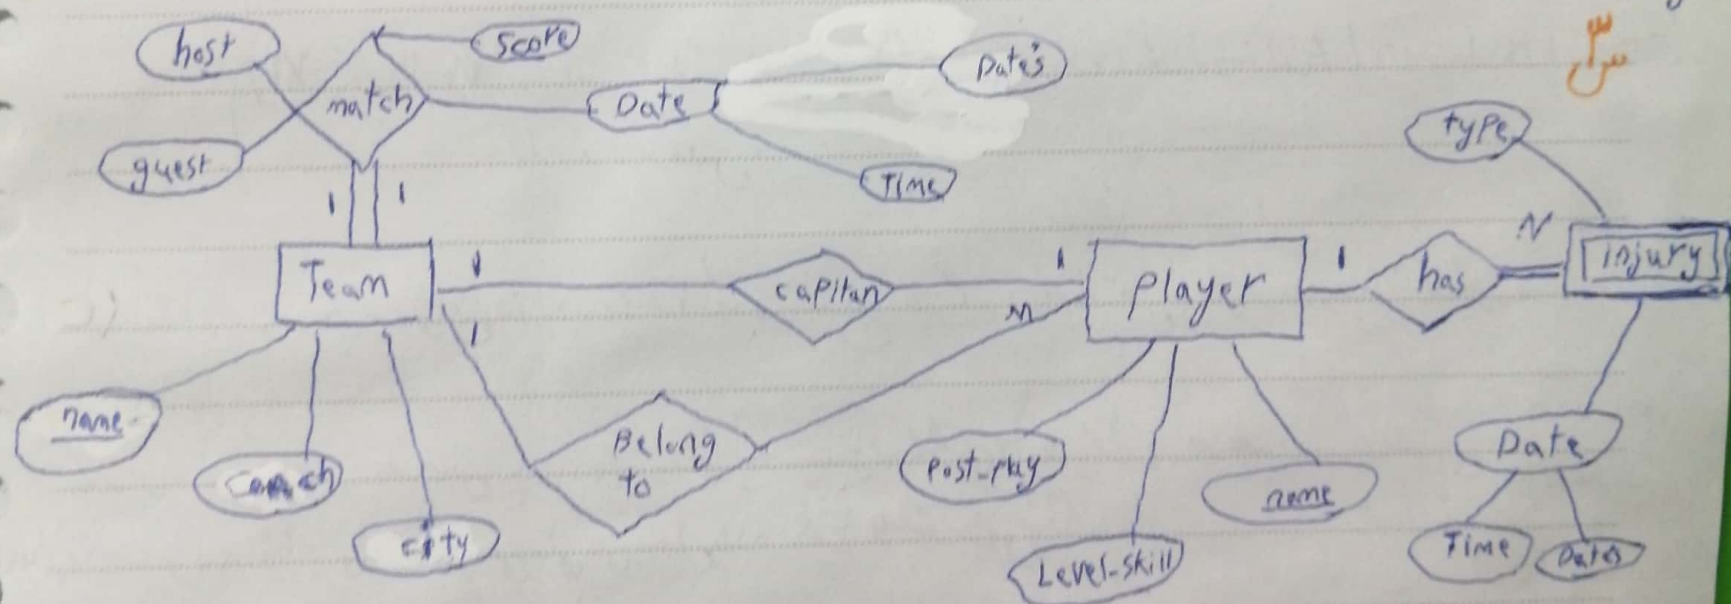 host
Score
match
Date
Date's
Time
guest
س3
type
1
1
Team
1
capitan
1
Player
1
has
N
injury
1
M
name
coach
city
Belong
to
Post-play
Level-skill
name
Date
Time
Date's